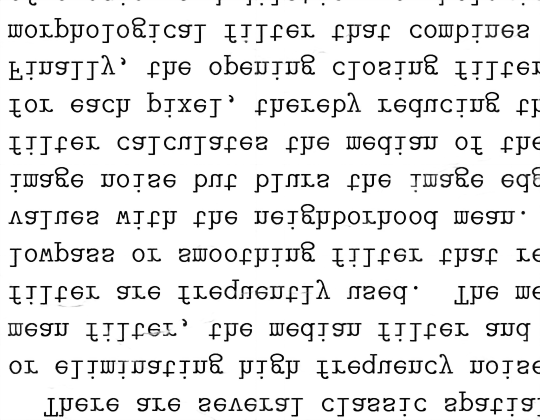 There are several classic spatial
or eliminating high frequency noise
mean filter, the median filter and
filter are frequently used. The me
lowpass or smoothing filter that re
values with the neighborhood mean.
image noise but blurs the image edg
filter calculates the median of the
for each pixel, thereby reducing th
Finally, the opening closing filter
morphological filter that combines